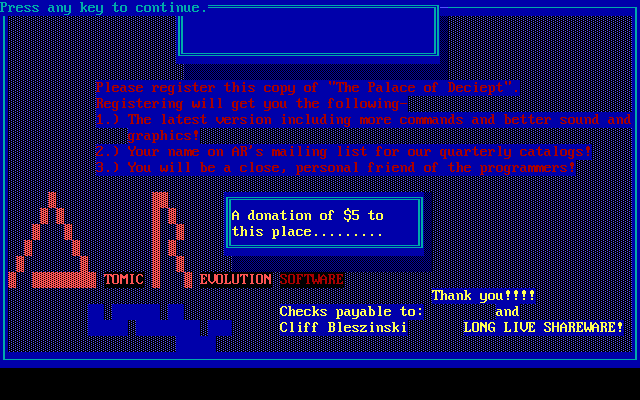 Press any key to continue.
Please register this copy of "The Palace of Deciept".
Registering will get you the following-
1.) The latest version including more commands and better sound and
graphics!
2.) Your name on AR's mailing list for our quarterly catalogs!
3.) You will be a close, personal friend of the programmers!
A donation of $5 to
this place.........
A R
TOMIC EVOLUTION SOFTWARE
Thank you!!!!
Checks payable to: and
Cliff Bleszinski LONG LIVE SHAREWARE!